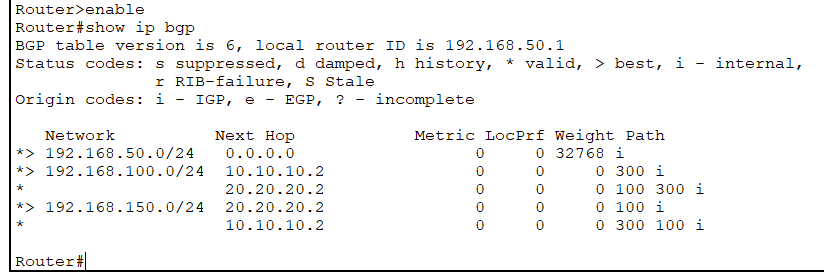 Router>enable
Router#show ip bgp
BGP table version is 6, local router ID is 192.168.50.1
Status codes: s suppressed, d damped, h history, * valid, > best, i - internal,
              r RIB-failure, S Stale
Origin codes: i - IGP, e - EGP, ? - incomplete

   Network          Next Hop            Metric LocPrf Weight Path
*> 192.168.50.0/24  0.0.0.0                  0     0 32768 i
*> 192.168.100.0/24 10.10.10.2               0     0     0 300 i
*                   20.20.20.2               0     0     0 100 300 i
*> 192.168.150.0/24 20.20.20.2               0     0     0 100 i
*                   10.10.10.2               0     0     0 300 100 i

Router#